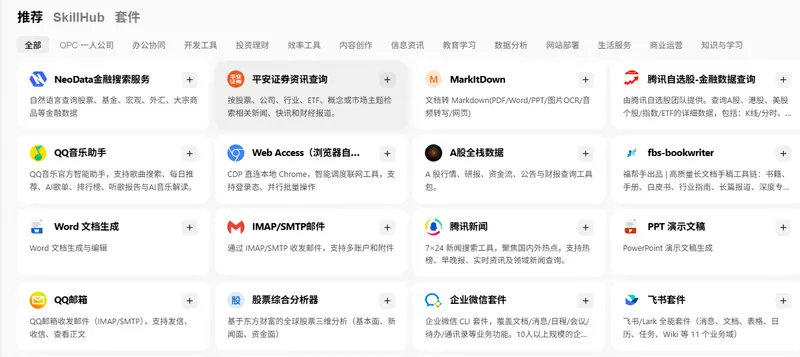 推荐 SkillHub 套件
全部 OPC·一人公司 办公协同 开发工具 投资理财 效率工具 内容创作 信息资讯 教育学习 数据分析 网站部署 生活服务 商业运营 知识与学习
NeoData金融搜索服务 +
自然语言查询股票、基金、宏观、外汇、大宗商
品等金融数据
平安证券
平安证券资讯查询 +
按股票、公司、行业、ETF、概念或市场主题检
索相关新闻、快讯和财经报道。
M
MarkItDown +
文档转 Markdown(PDF/Word/PPT/图片OCR/音
频转写/网页)
腾讯自选股-金融数据查询 +
由腾讯自选股团队提供。查询A股、港股、美股
个股/指数/ETF的详细数据，包括：K线/分时、...
QQ音乐助手 +
QQ音乐官方智能助手，支持歌曲搜索、每日推
荐、AI歌单、排行榜、听歌报告与AI音乐解读。
Web Access（浏览器自... +
CDP 直连本地 Chrome，智能调度联网工具，支
持登录态、并行批量操作
A股全栈数据 +
A 股行情、研报、资金流、公告与财报查询工具
包。
fbs-bookwriter +
福帮手出品 | 高质量长文档手稿工具链：书籍、
手册、白皮书、行业指南、长篇报道、深度专...
Word 文档生成 +
Word 文档生成与编辑
IMAP/SMTP邮件 +
通过 IMAP/SMTP 收发邮件，支持多账户和附件
腾讯新闻 +
7×24 新闻搜索工具，聚焦国内外热点，支持热
榜、早晚报、实时资讯及领域新闻查询。
PPT 演示文稿 +
PowerPoint 演示文稿生成
QQ邮箱 +
QQ邮箱收发邮件（IMAP/SMTP），支持发信、
收信、查看正文
股
股票综合分析器 +
基于东方财富的全球股票三维分析（基本面、新
闻面、资金面）
企业微信套件 +
企业微信 CLI 套件，覆盖文档/消息/日程/会议/
待办/通讯录等业务功能。10人以上规模的企...
飞书套件 +
飞书/Lark 全能套件（消息、文档、表格、日
历、任务、Wiki 等 11 个业务域）